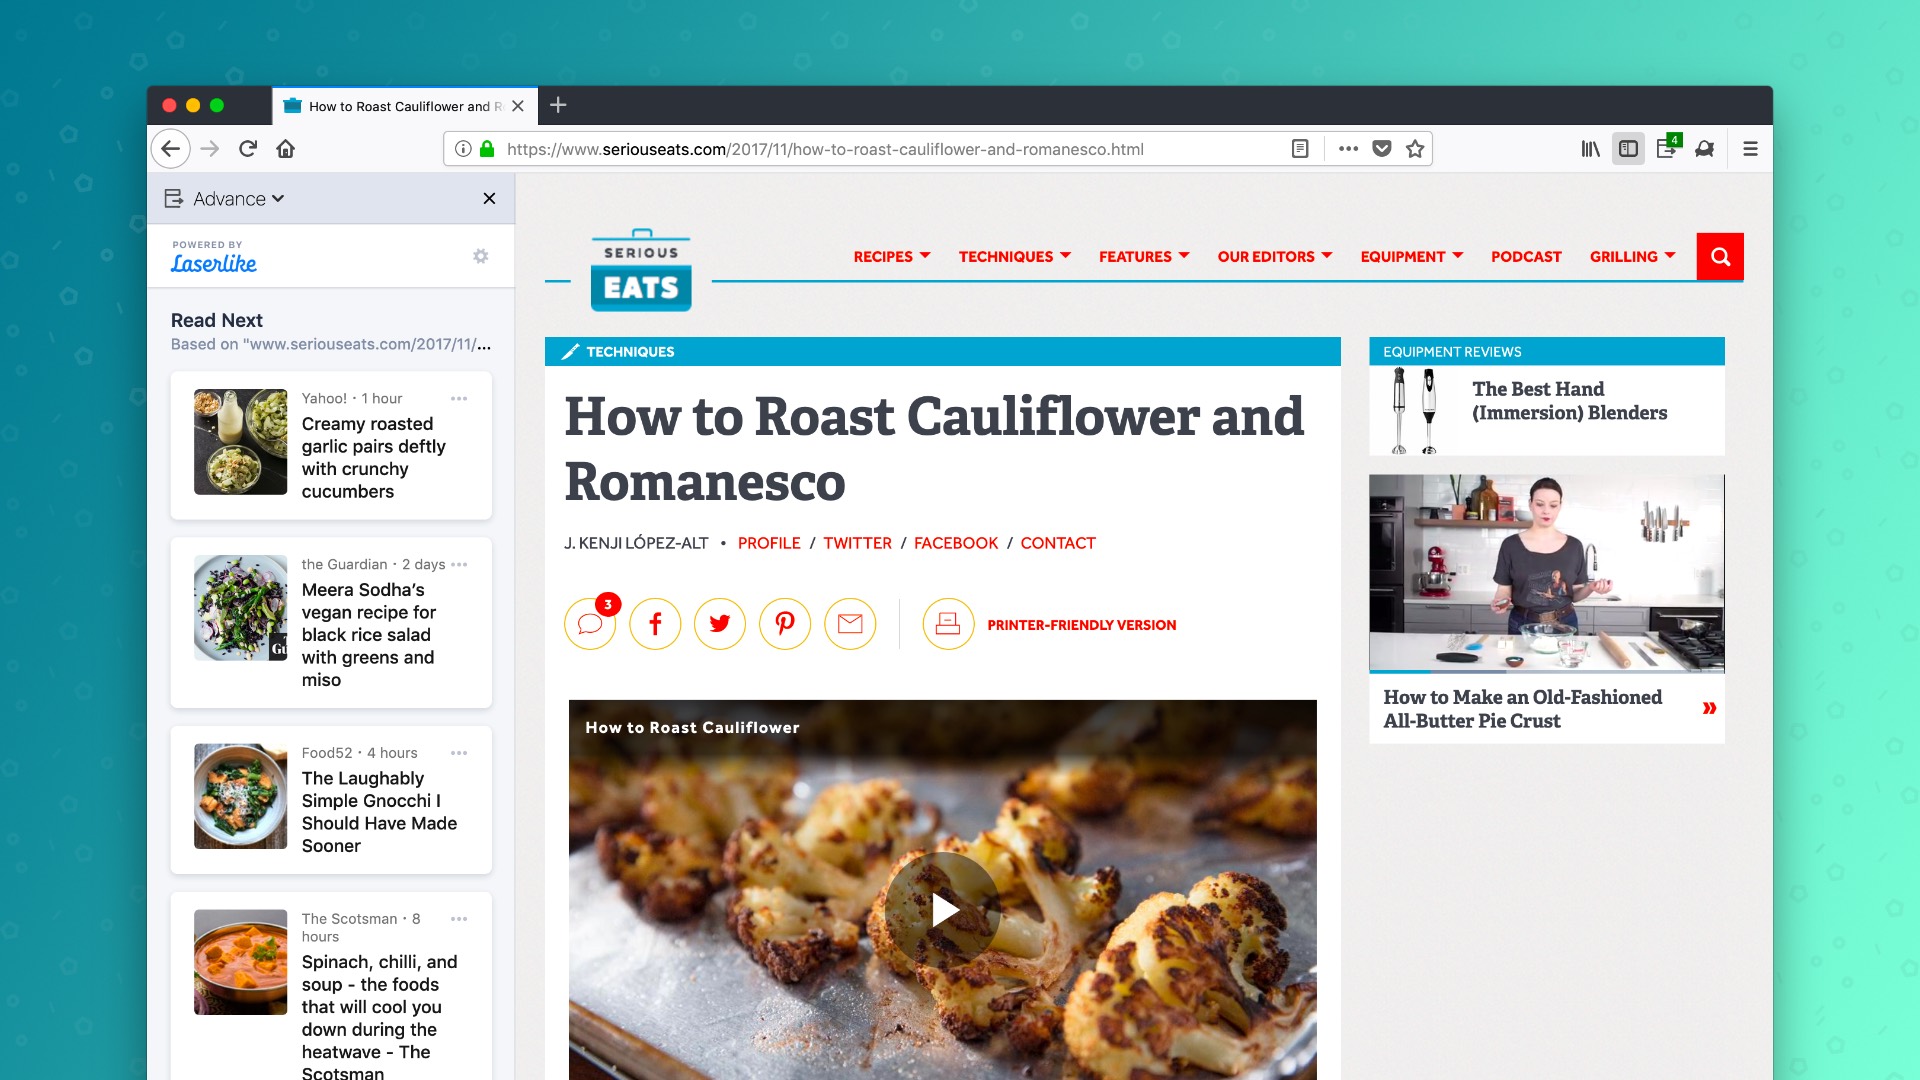 How to Roast Cauliflower and R
https://www.seriouseats.com/2017/11/how-to-roast-cauliflower-and-romanesco.html
4
Advance
POWERED BY
Laserlike
Read Next
Based on "www.seriouseats.com/2017/11/...
Yahoo! · 1 hour
Creamy roasted
garlic pairs deftly
with crunchy
cucumbers
the Guardian · 2 days
Meera Sodha's
vegan recipe for
black rice salad
with greens and
miso
Gu
Food52 · 4 hours
The Laughably
Simple Gnocchi I
Should Have Made
Sooner
The Scotsman · 8
hours
Spinach, chilli, and
soup - the foods
that will cool you
down during the
heatwave - The
Scotsman
SERIOUS
EATS
RECIPES TECHNIQUES FEATURES OUR EDITORS EQUIPMENT PODCAST GRILLING
TECHNIQUES
How to Roast Cauliflower and
Romanesco
J. KENJI LÓPEZ-ALT • PROFILE / TWITTER / FACEBOOK / CONTACT
3
PRINTER-FRIENDLY VERSION
How to Roast Cauliflower
EQUIPMENT REVIEWS
The Best Hand
(Immersion) Blenders
How to Make an Old-Fashioned
All-Butter Pie Crust »